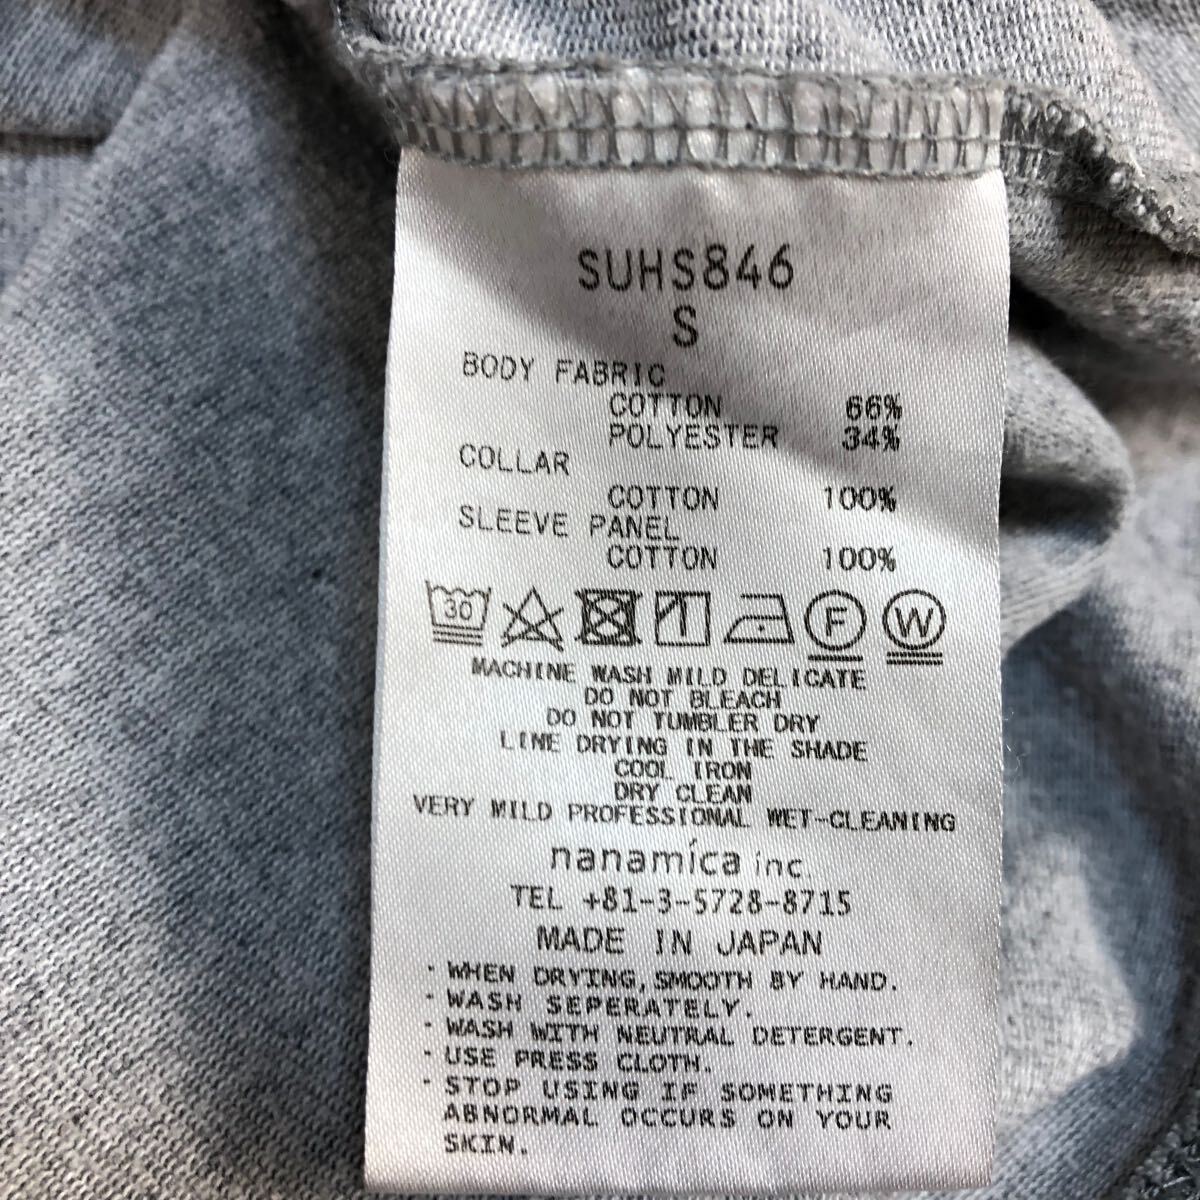 SUHS846
S
BODY FABRIC
COTTON 66%
POLYESTER 34%
COLLAR
COTTON 100%
SLEEVE PANEL
COTTON 100%
30 F W
MACHINE WASH MILD DELICATE
DO NOT BLEACH
DO NOT TUMBLER DRY
LINE DRYING IN THE SHADE
COOL IRON
DRY CLEAN
VERY MILD PROFESSIONAL WET-CLEANING
nanamíca inc.
TEL +81-3-5728-8715
MADE IN JAPAN
・WHEN DRYING,SMOOTH BY HAND.
・WASH SEPERATELY.
・WASH WITH NEUTRAL DETERGENT.
・USE PRESS CLOTH.
・STOP USING IF SOMETHING
ABNORMAL OCCURS ON YOUR
SKIN.